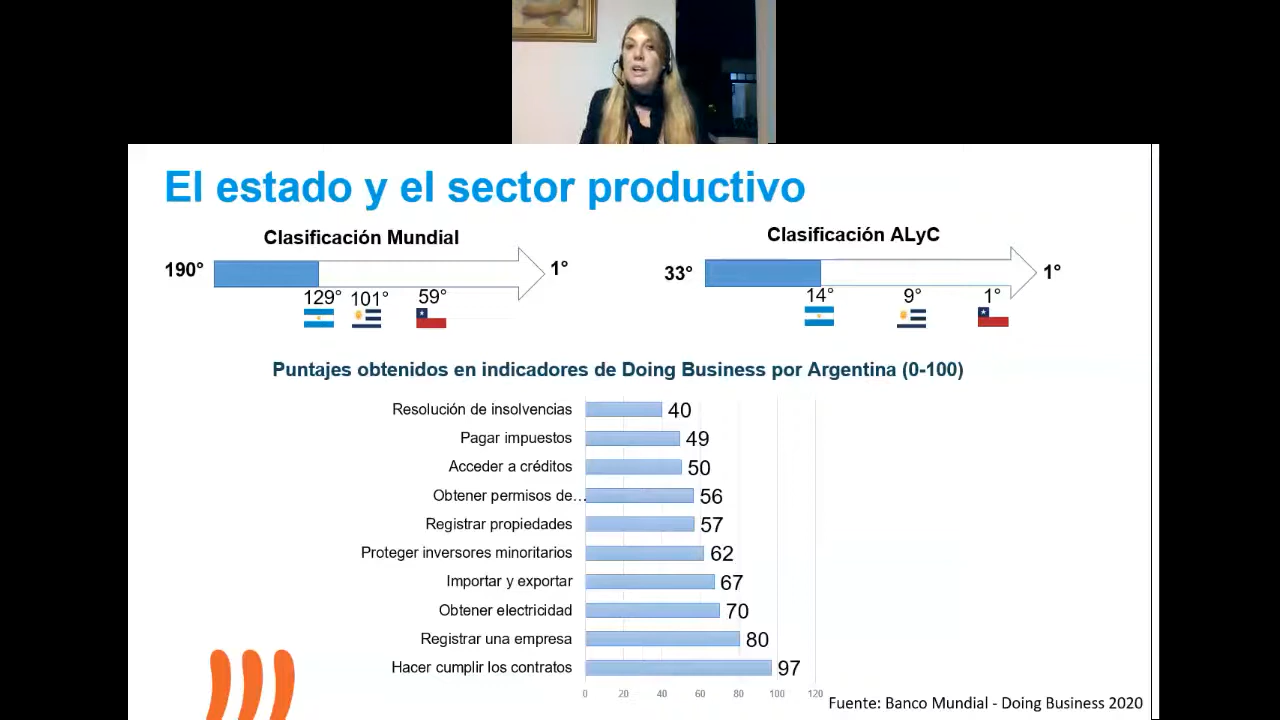 El estado y el sector productivo
Clasificación Mundial
190°
1°
129°
101°
59°
Clasificación ALyC
33°
1°
14°
9°
1°
Puntajes obtenidos en indicadores de Doing Business por Argentina (0-100)
Resolución de insolvencias 40
Pagar impuestos 49
Acceder a créditos 50
Obtener permisos de… 56
Registrar propiedades 57
Proteger inversores minoritarios 62
Importar y exportar 67
Obtener electricidad 70
Registrar una empresa 80
Hacer cumplir los contratos 97
0 20 40 60 80 100 120
Fuente: Banco Mundial - Doing Business 2020